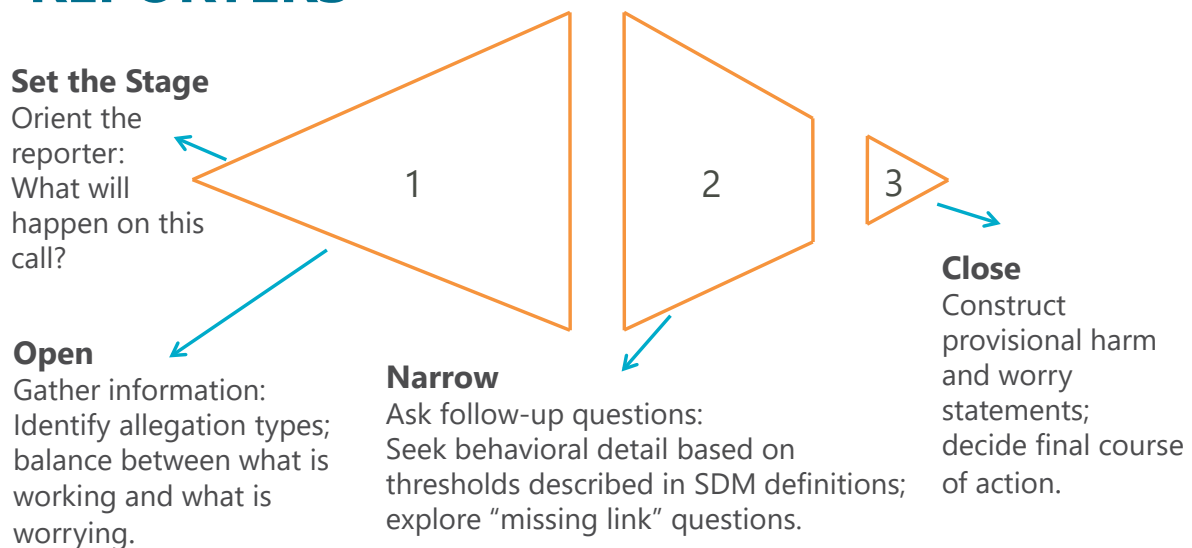 REPORTERS
Set the Stage
Orient the
reporter:
What will
happen on this
call?
1
2
3
Open
Gather information:
Identify allegation types;
balance between what is
working and what is
worrying.
Narrow
Ask follow-up questions:
Seek behavioral detail based on
thresholds described in SDM definitions;
explore “missing link” questions.
Close
Construct
provisional harm
and worry
statements;
decide final course
of action.